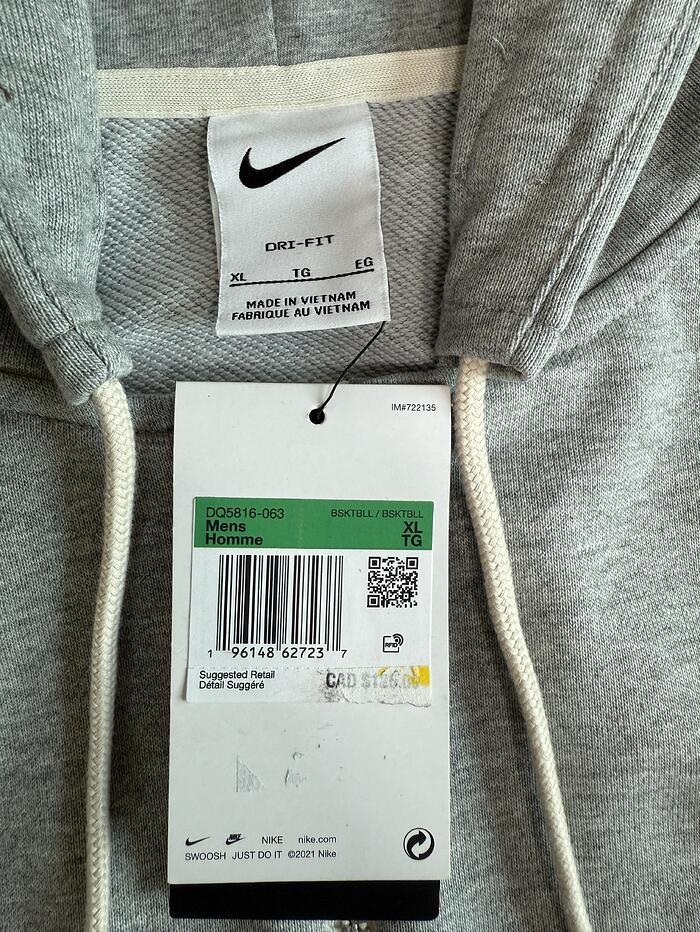 DRI-FIT
XL TG EG
MADE IN VIETNAM
FABRIQUE AU VIETNAM
IM#722135
DQ5816-063 BSKTBLL / BSKTBLL
Mens XL
Homme TG
RFID
1 96148 62723 7
Suggested Retail
Détail Suggéré
CAD
NIKE nike.com
SWOOSH JUST DO IT ©2021 Nike